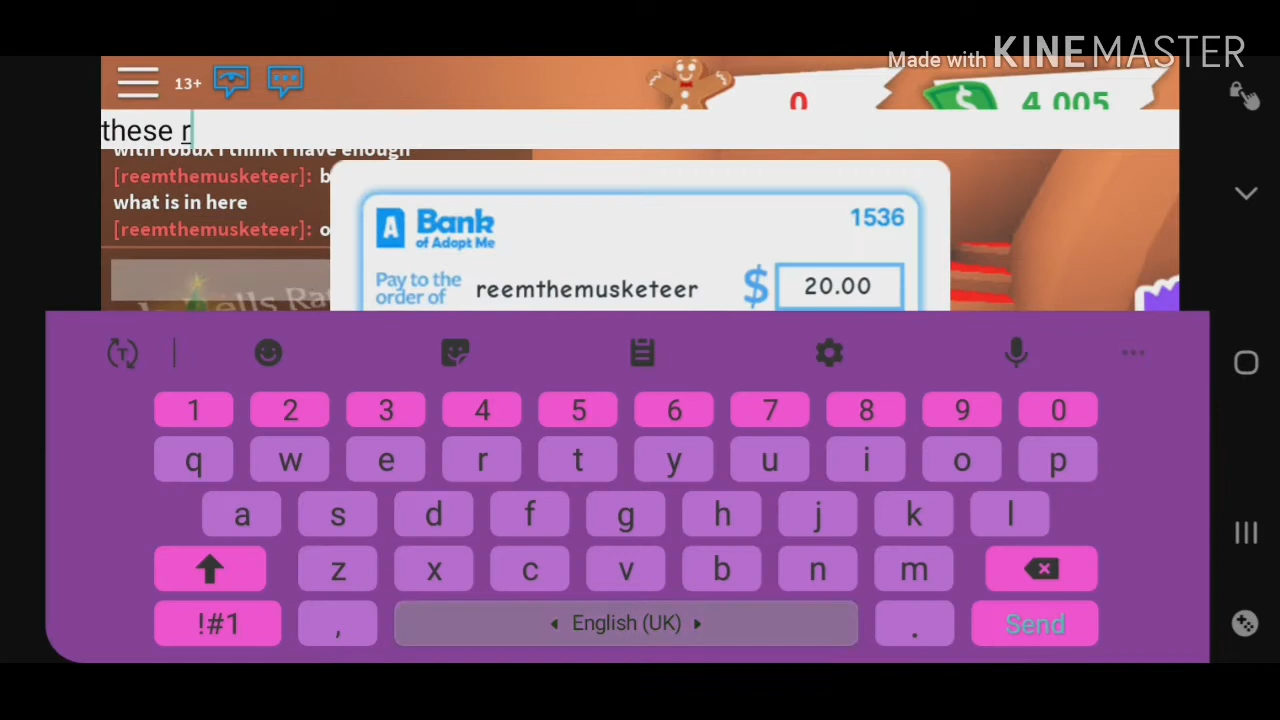 Made with KINEMASTER
13+
0
4,005
these r
with robux i think i have enough
[reemthemusketeer]: b
what is in here
[reemthemusketeer]: o
A Bank
of Adopt Me
1536
Pay to the
order of
reemthemusketeer
$
20.00
T
1 2 3 4 5 6 7 8 9 0
q w e r t y u i o p
a s d f g h j k l
z x c v b n m
!#1 , English (UK) . Send